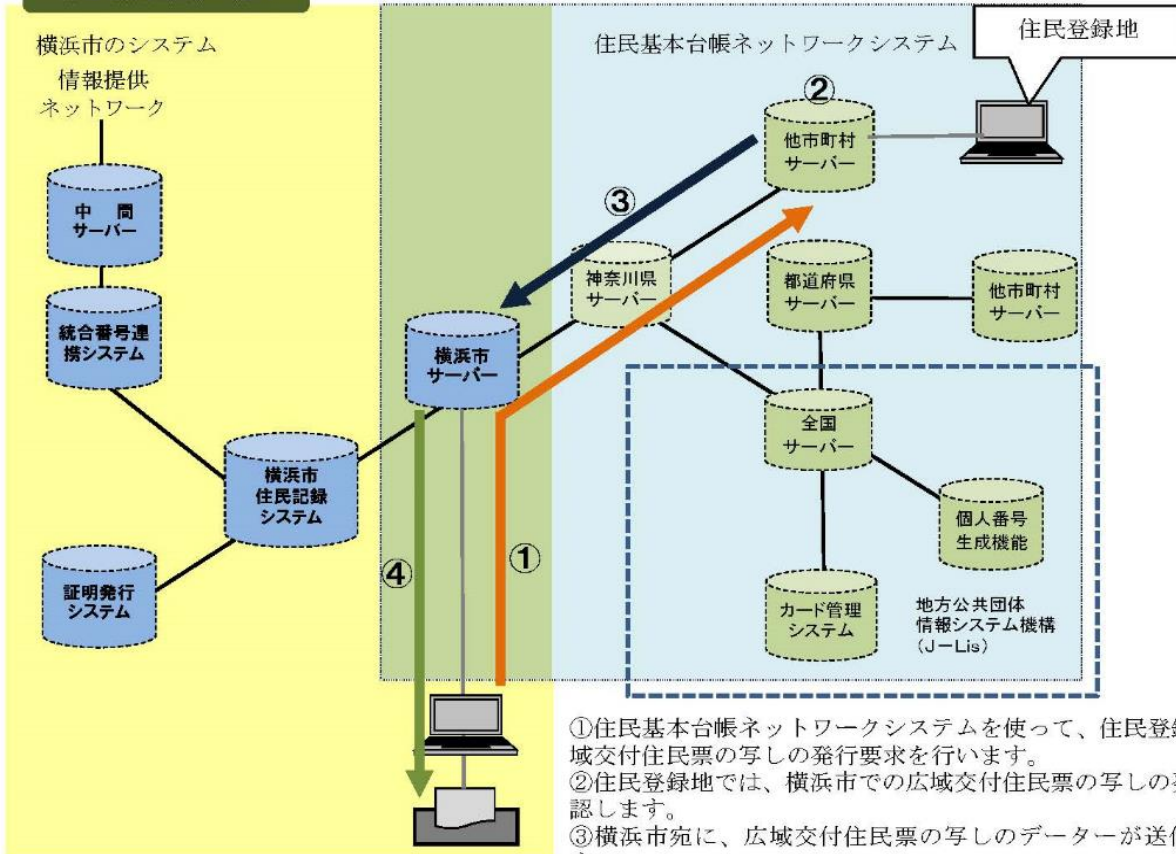 横浜市のシステム
情報提供
ネットワーク
中　間
サーバー
統合番号連
携システム
横浜市
住民記録
システム
証明発行
システム
横浜市
サーバー
住民基本台帳ネットワークシステム
住民登録地
②
他市町村
サーバー
③
神奈川県
サーバー
都道府県
サーバー
他市町村
サーバー
全国
サーバー
個人番号
生成機能
カード管理
システム
地方公共団体
情報システム機構
(J－Lis)
①
④
①住民基本台帳ネットワークシステムを使って、住民登録
域交付住民票の写しの発行要求を行います。
②住民登録地では、横浜市での広域交付住民票の写しの発
認します。
③横浜市宛に、広域交付住民票の写しのデーターが送信